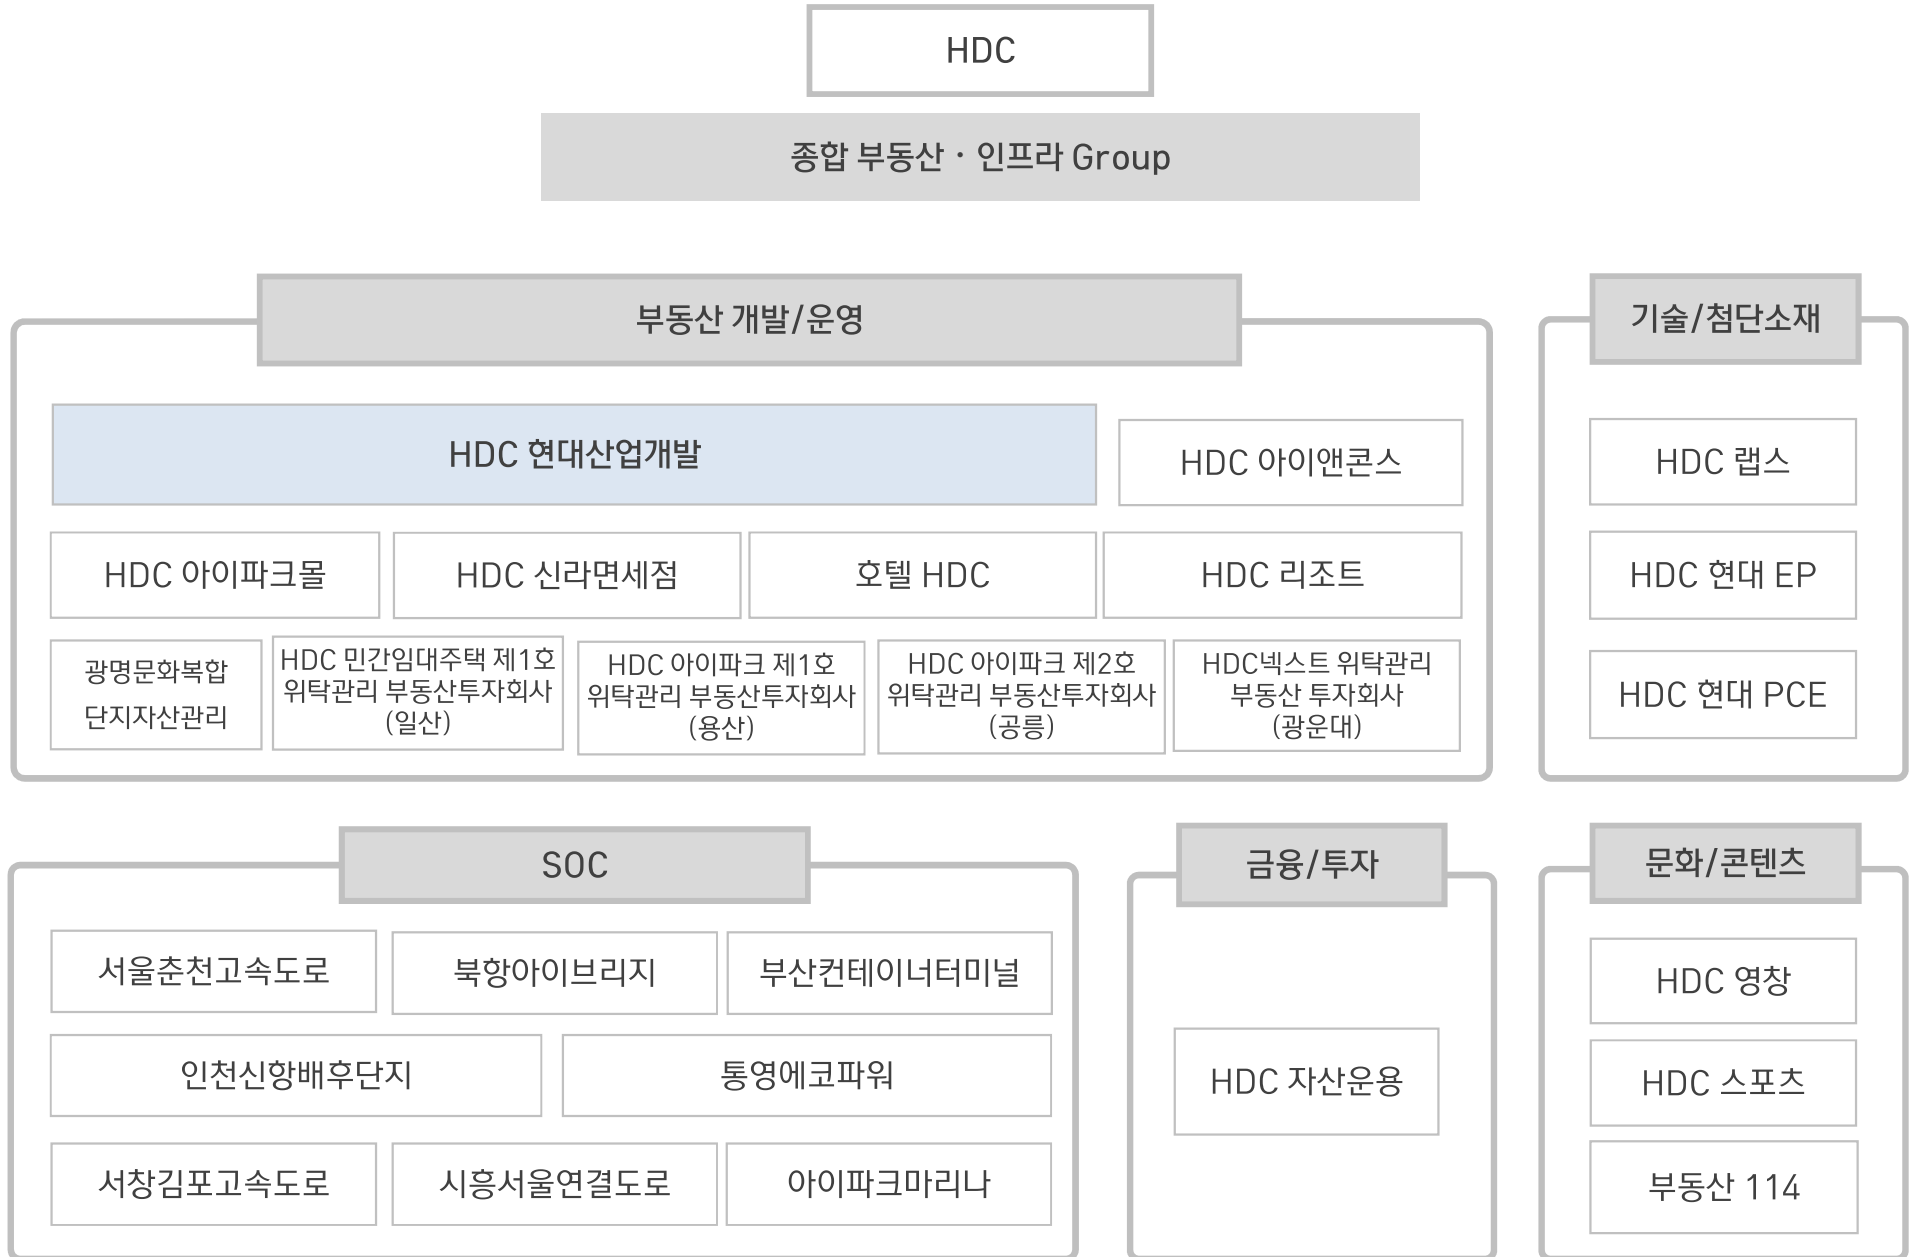 HDC
종합 부동산 · 인프라 Group
부동산 개발/운영
HDC 현대산업개발
HDC 아이앤콘스
HDC 아이파크몰
HDC 신라면세점
호텔 HDC
HDC 리조트
광명문화복합
단지자산관리
HDC 민간임대주택 제1호
위탁관리 부동산투자회사
(일산)
HDC 아이파크 제1호
위탁관리 부동산투자회사
(용산)
HDC 아이파크 제2호
위탁관리 부동산투자회사
(공릉)
HDC넥스트 위탁관리
부동산 투자회사
(광운대)
기술/첨단소재
HDC 랩스
HDC 현대 EP
HDC 현대 PCE
SOC
서울춘천고속도로
북항아이브리지
부산컨테이너터미널
인천신항배후단지
통영에코파워
서창김포고속도로
시흥서울연결도로
아이파크마리나
금융/투자
HDC 자산운용
문화/콘텐츠
HDC 영창
HDC 스포츠
부동산 114